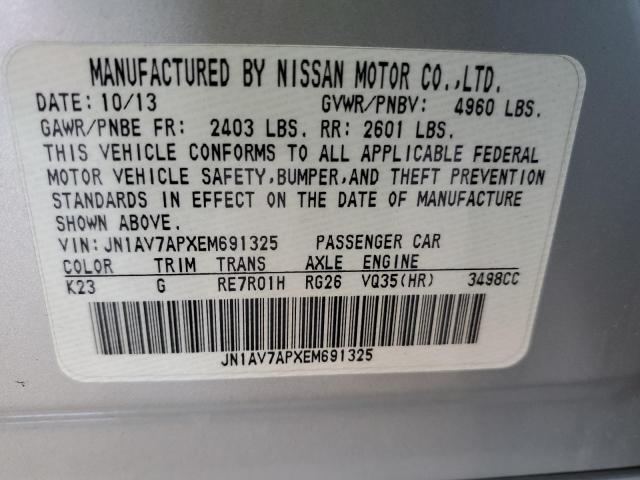 MANUFACTURED BY NISSAN MOTOR CO.,LTD.
DATE: 10/13 GVWR/PNBV: 4960 LBS.
GAWR/PNBE FR: 2403 LBS. RR: 2601 LBS.
THIS VEHICLE CONFORMS TO ALL APPLICABLE FEDERAL
MOTOR VEHICLE SAFETY,BUMPER,AND THEFT PREVENTION
STANDARDS IN EFFECT ON THE DATE OF MANUFACTURE
SHOWN ABOVE.
VIN: JN1AV7APXEM691325 PASSENGER CAR
COLOR TRIM TRANS AXLE ENGINE
K23 G RE7R01H RG26 VQ35(HR) 3498CC
JN1AV7APXEM691325